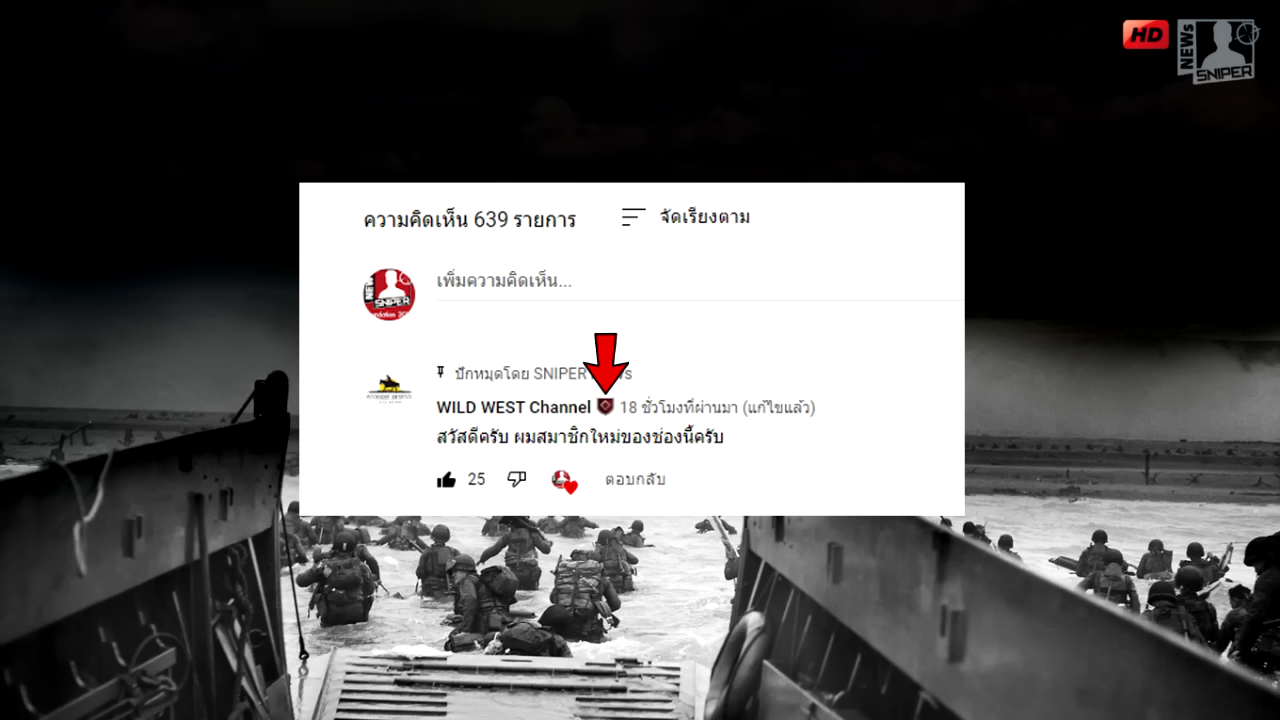 HD
NEWS
SNIPER
ความคิดเห็น 639 รายการ
จัดเรียงตาม
เพิ่มความคิดเห็น...
SNIPER
ปักหมุดโดย SNIPER
WILD WEST Channel 18 ชั่วโมงที่ผ่านมา (แก้ไขแล้ว)
สวัสดีครับ ผมสมาชิกใหม่ของช่องนี้ครับ
25
ตอบกลับ